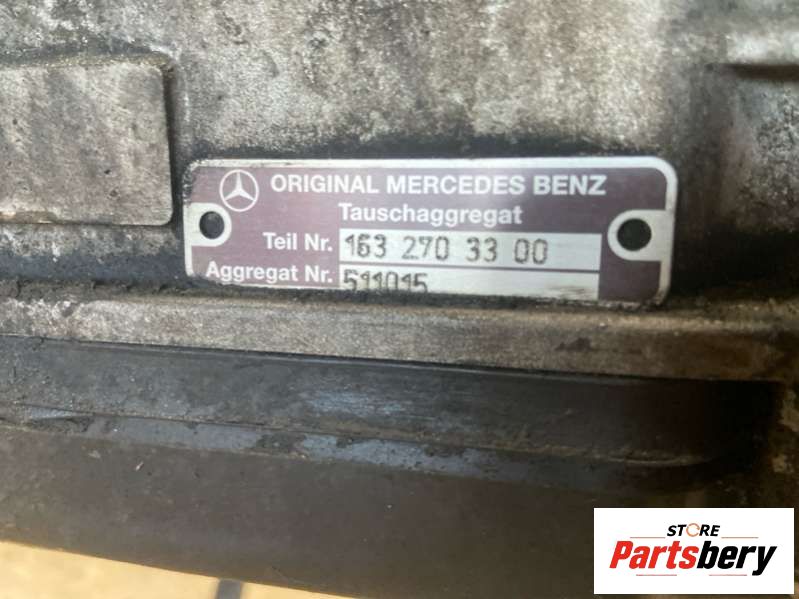 ORIGINAL MERCEDES BENZ
Tauschaggregat
Teil Nr. 163 270 33 00
Aggregat Nr. 511015
STORE
Partsbery